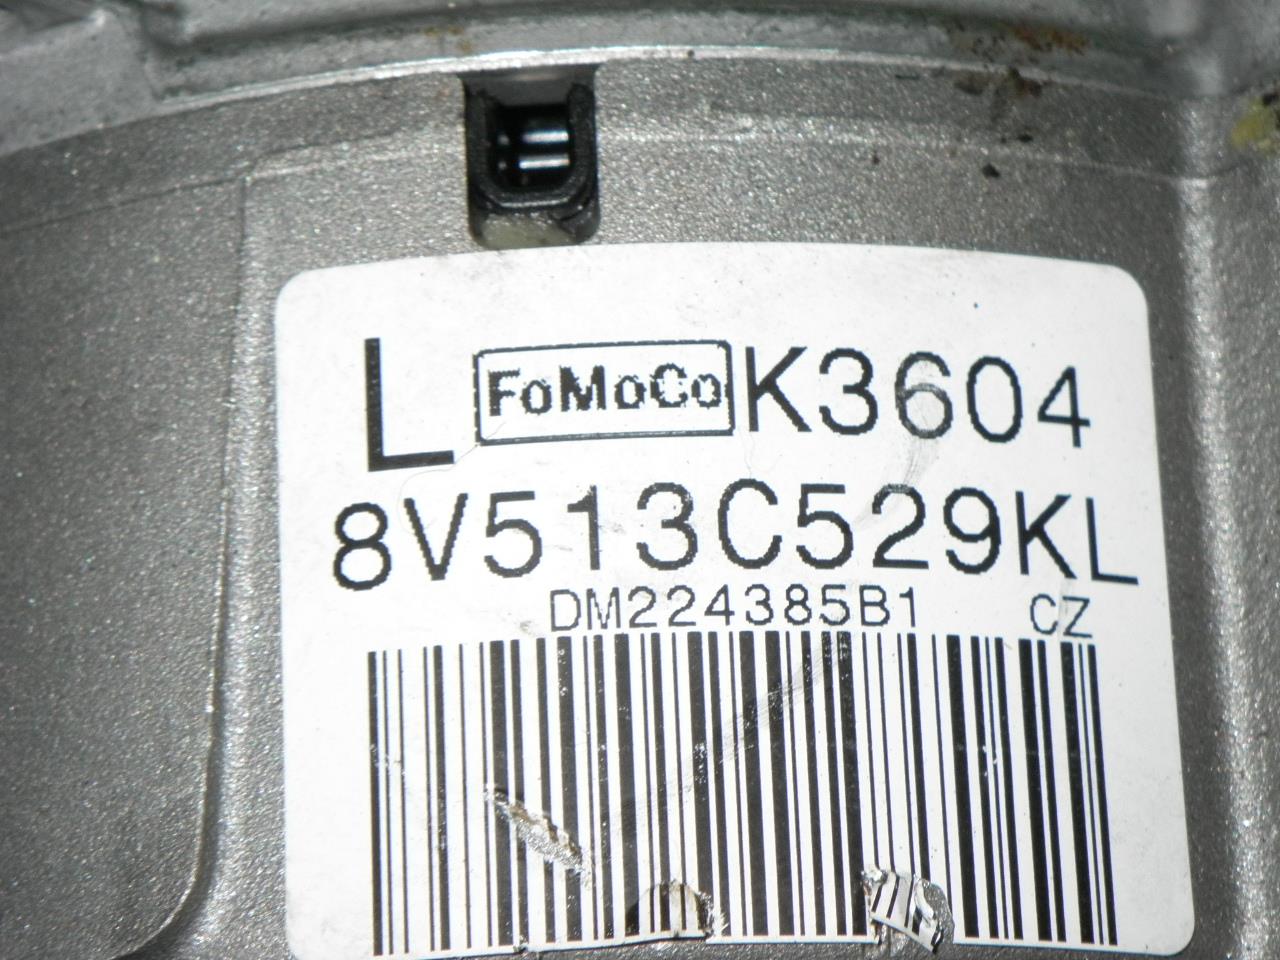 L FoMoCo K3604
8V513C529KL
DM224385B1 CZ